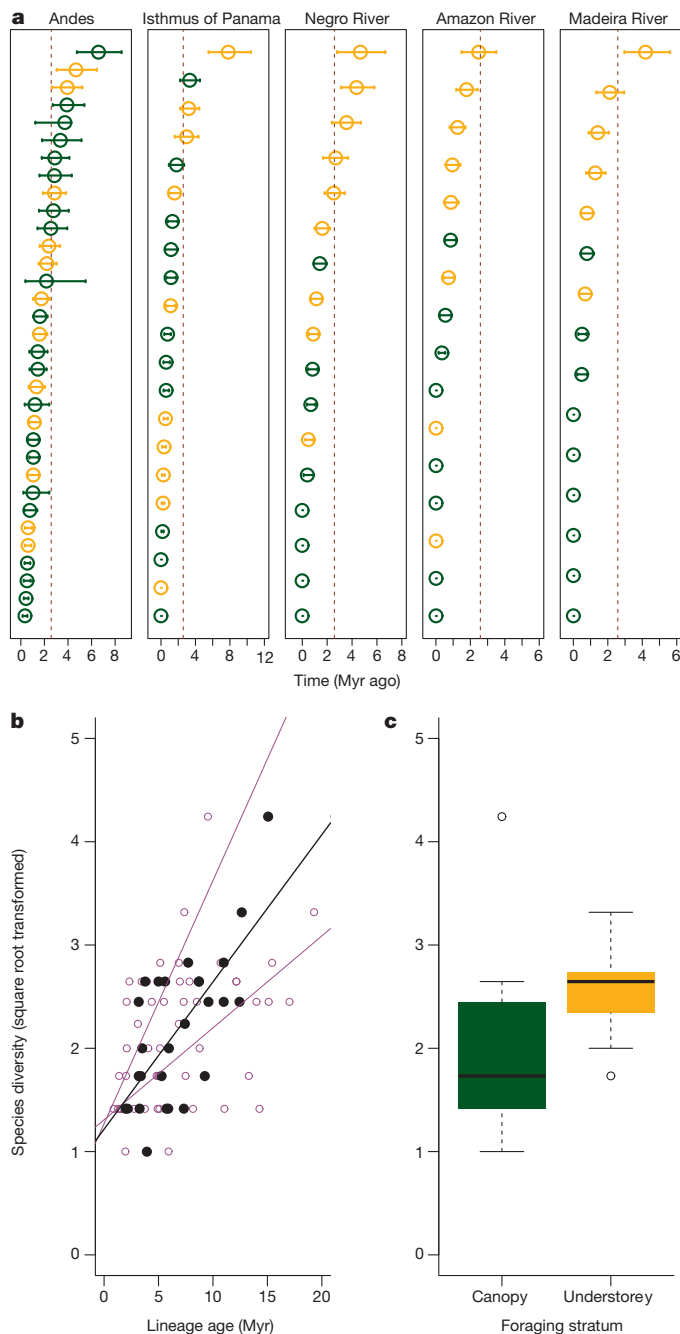 a
Andes Isthmus of Panama Negro River Amazon River Madeira River
0 2 4 6 8 0 4 8 12 0 2 4 6 8 0 2 4 6 0 2 4 6
Time (Myr ago)
b
Species diversity (square root transformed)
5
4
3
2
1
0
0 5 10 15 20
Lineage age (Myr)
c
5
4
3
2
1
0
Canopy Understorey
Foraging stratum